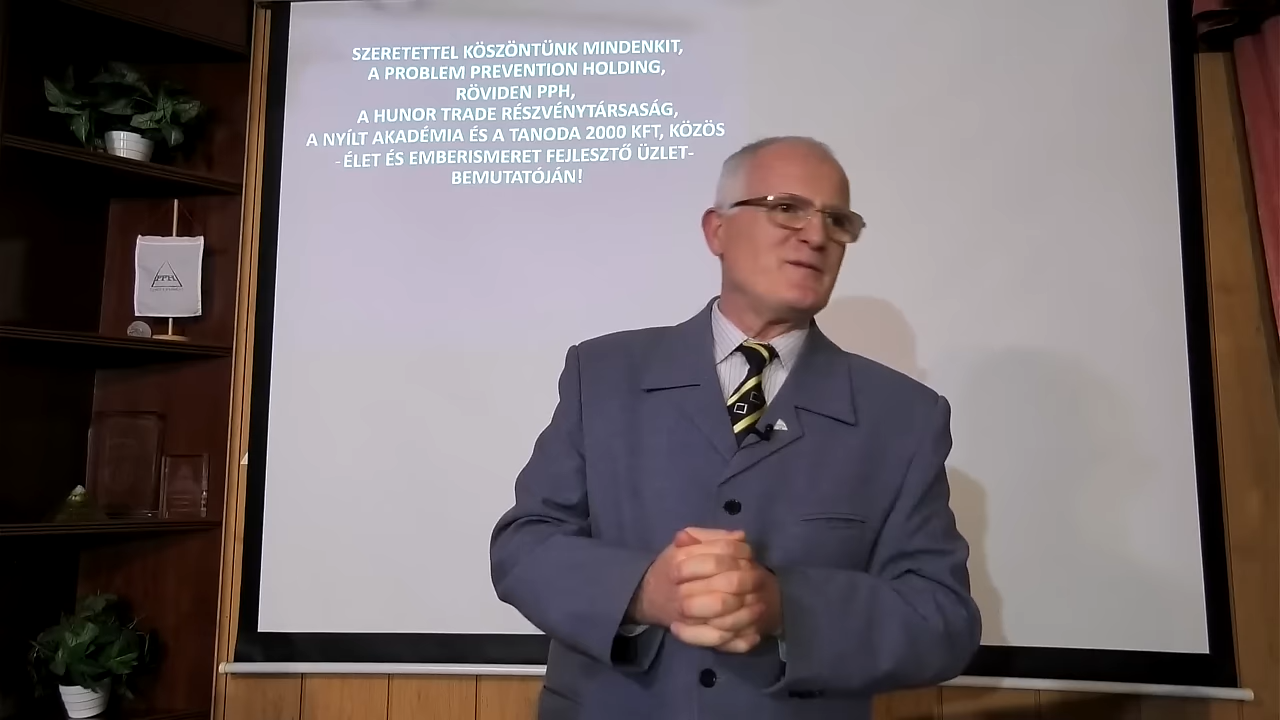 SZERETETTEL KÖSZÖNTÜNK MINDENKIT,
A PROBLEM PREVENTION HOLDING,
RÖVIDEN PPH,
A HUNOR TRADE RÉSZVÉNYTÁRSASÁG,
A NYÍLT AKADÉMIA ÉS A TANODA 2000 KFT, KÖZÖS
-ÉLET ÉS EMBERISMERET FEJLESZTŐ ÜZLET-
BEMUTATÓJÁN!
PPH